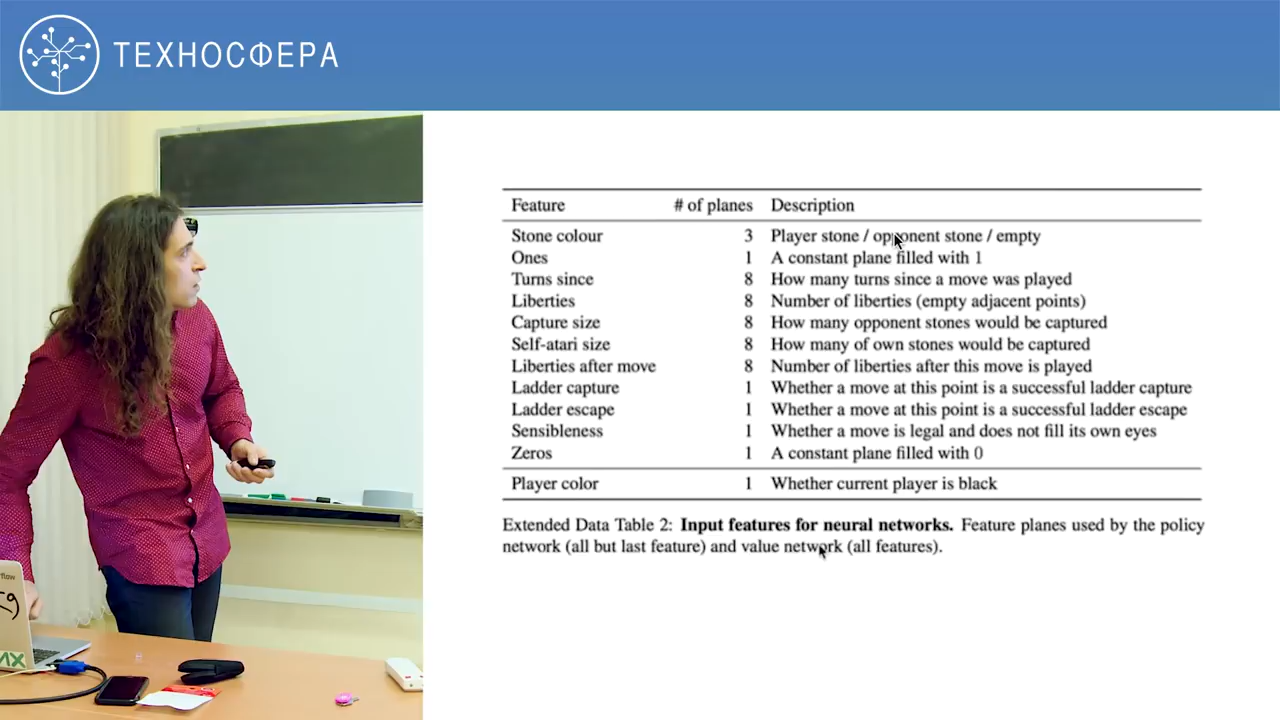 ТЕХНОСФЕРА
Feature # of planes Description
Stone colour 3 Player stone / opponent stone / empty
Ones 1 A constant plane filled with 1
Turns since 8 How many turns since a move was played
Liberties 8 Number of liberties (empty adjacent points)
Capture size 8 How many opponent stones would be captured
Self-atari size 8 How many of own stones would be captured
Liberties after move 8 Number of liberties after this move is played
Ladder capture 1 Whether a move at this point is a successful ladder capture
Ladder escape 1 Whether a move at this point is a successful ladder escape
Sensibleness 1 Whether a move is legal and does not fill its own eyes
Zeros 1 A constant plane filled with 0
Player color 1 Whether current player is black
Extended Data Table 2: Input features for neural networks. Feature planes used by the policy
network (all but last feature) and value network (all features).